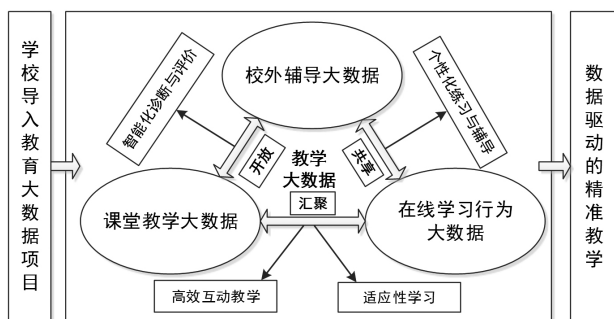 学校导入教育大数据项目
校外辅导大数据
智能化诊断与评价
个性化练习与辅导
开放
教学
大数据
共享
汇聚
课堂教学大数据
在线学习行为
大数据
高效互动教学
适应性学习
数据驱动的精准教学